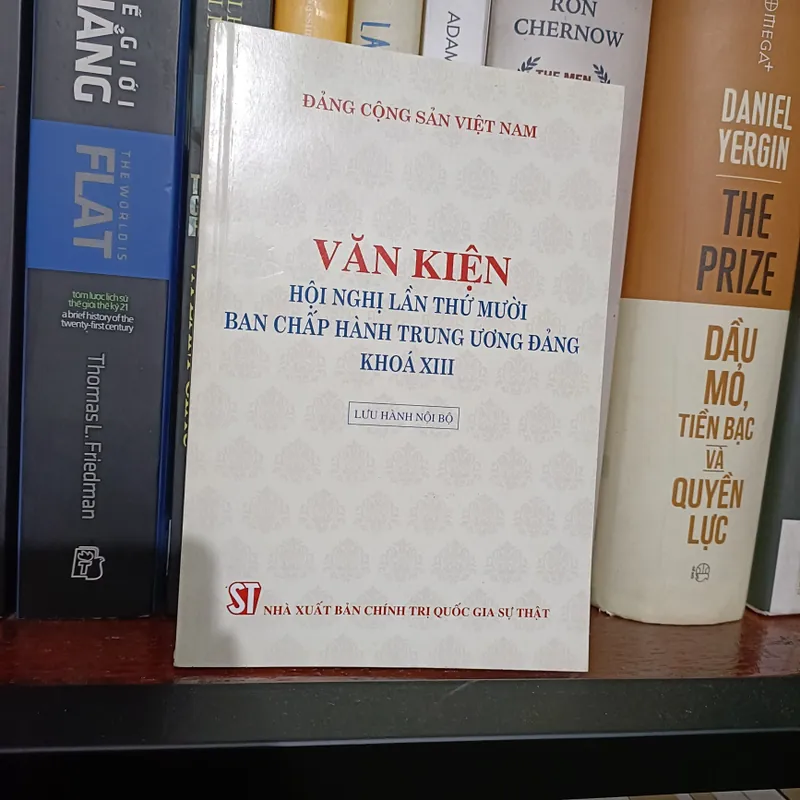 ĐẢNG CỘNG SẢN VIỆT NAM
VĂN KIỆN
HỘI NGHỊ LẦN THỨ MƯỜI
BAN CHẤP HÀNH TRUNG ƯƠNG ĐẢNG
KHOÁ XIII
LƯU HÀNH NỘI BỘ
ST NHÀ XUẤT BẢN CHÍNH TRỊ QUỐC GIA SỰ THẬT
GIỚI
FLAT
THE WORLD IS
tóm lược lịch sử
thế giới thế kỷ 21
a brief history of the
twenty-first century
Thomas L. Friedman
ADAM
RON
CHERNOW
THE MEN
OMEGA+
DANIEL
YERGIN
THE
PRIZE
DẦU
MỎ,
TIỀN BẠC
VÀ
QUYỀN
LỰC